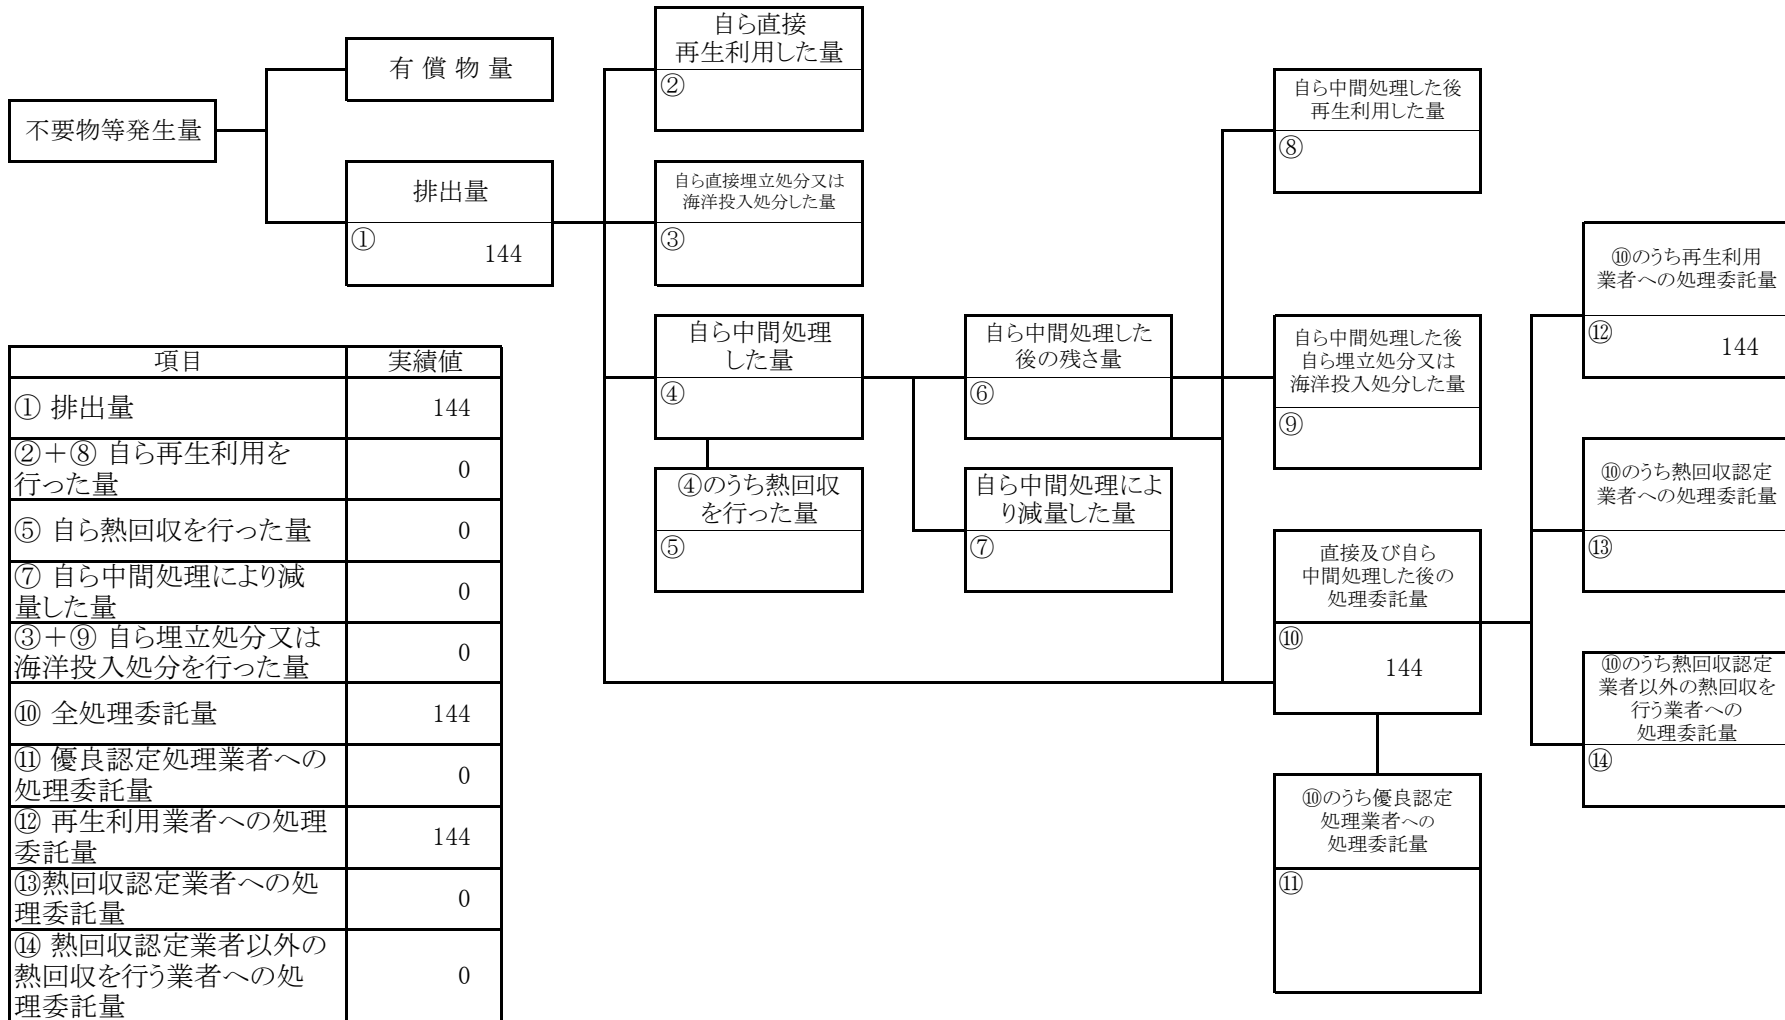 不要物等発生量
有 償 物 量
排出量
①
144
自ら直接
再生利用した量
②
自ら直接埋立処分又は
海洋投入処分した量
③
自ら中間処理
した量
④
④のうち熱回収
を行った量
⑤
自ら中間処理した
後の残さ量
⑥
自ら中間処理によ
り減量した量
⑦
自ら中間処理した後
再生利用した量
⑧
自ら中間処理した後
自ら埋立処分又は
海洋投入処分した量
⑨
直接及び自ら
中間処理した後の
処理委託量
⑩
144
⑩のうち優良認定
処理業者への
処理委託量
⑪
⑩のうち再生利用
業者への処理委託量
⑫
144
⑩のうち熱回収認定
業者への処理委託量
⑬
⑩のうち熱回収認定
業者以外の熱回収を
行う業者への
処理委託量
⑭
項目 実績値
① 排出量 144
②＋⑧ 自ら再生利用を
行った量 0
⑤ 自ら熱回収を行った量 0
⑦ 自ら中間処理により減
量した量 0
③＋⑨ 自ら埋立処分又は
海洋投入処分を行った量 0
⑩ 全処理委託量 144
⑪ 優良認定処理業者への
処理委託量 0
⑫ 再生利用業者への処理
委託量 144
⑬熱回収認定業者への処
理委託量 0
⑭ 熱回収認定業者以外の
熱回収を行う業者への処
理委託量 0